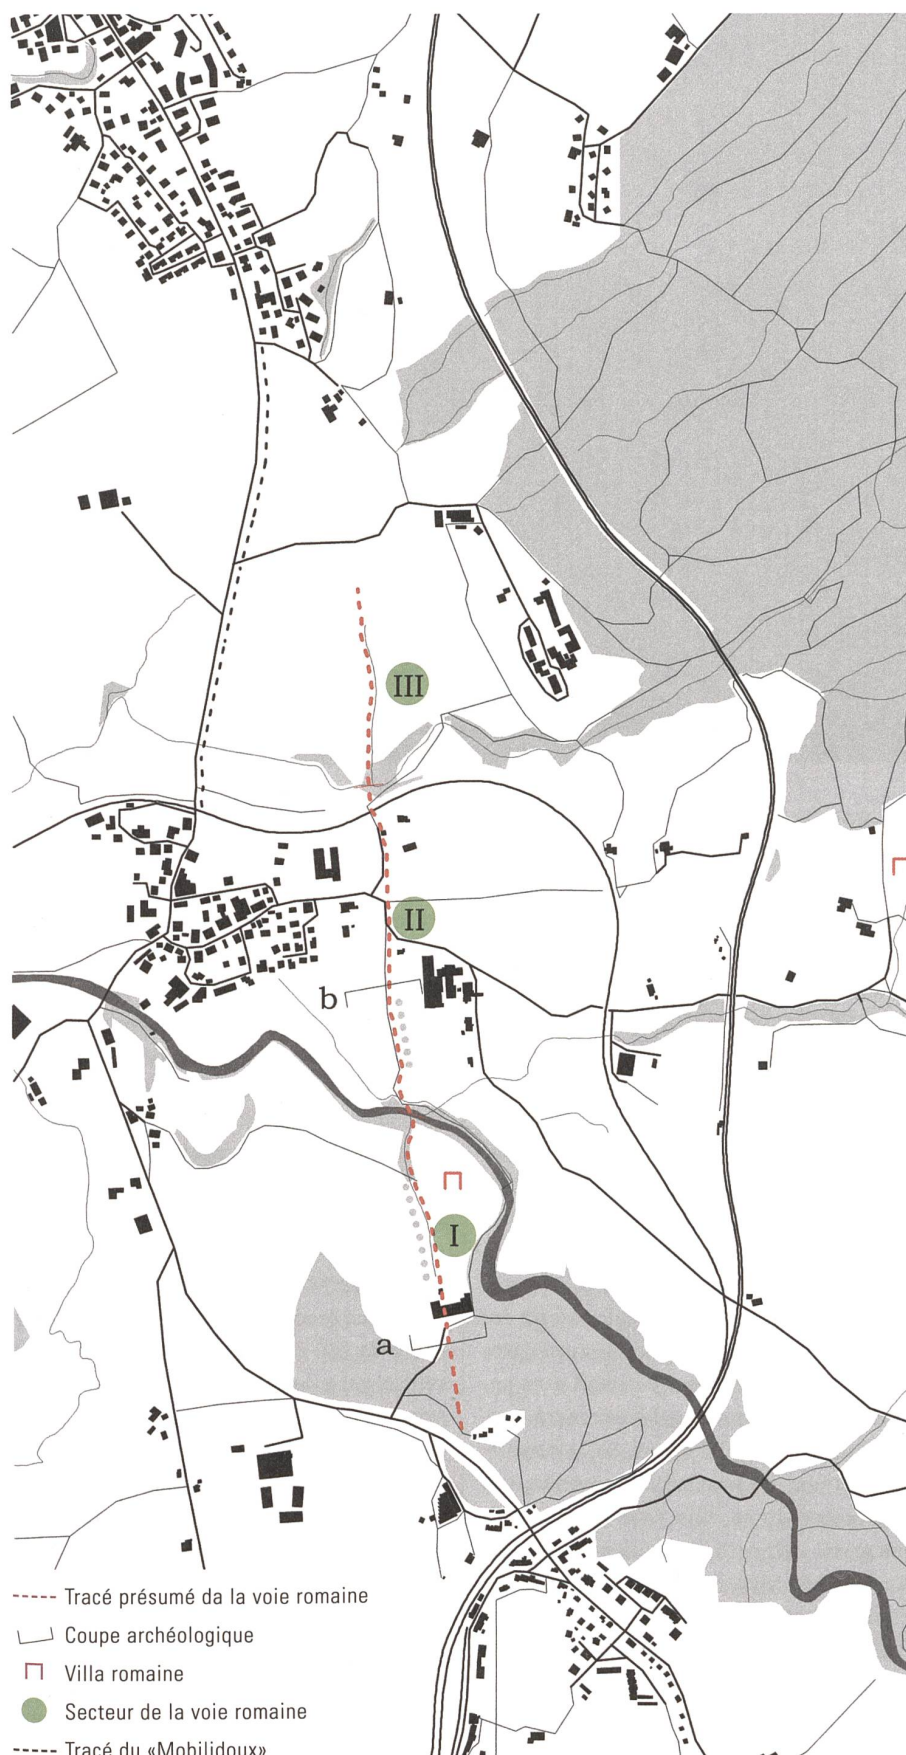 III
II
b
I
a
Tracé présumé da la voie romaine
Coupe archéologique
Villa romaine
Secteur de la voie romaine
Tracé du «Mobilidoux»